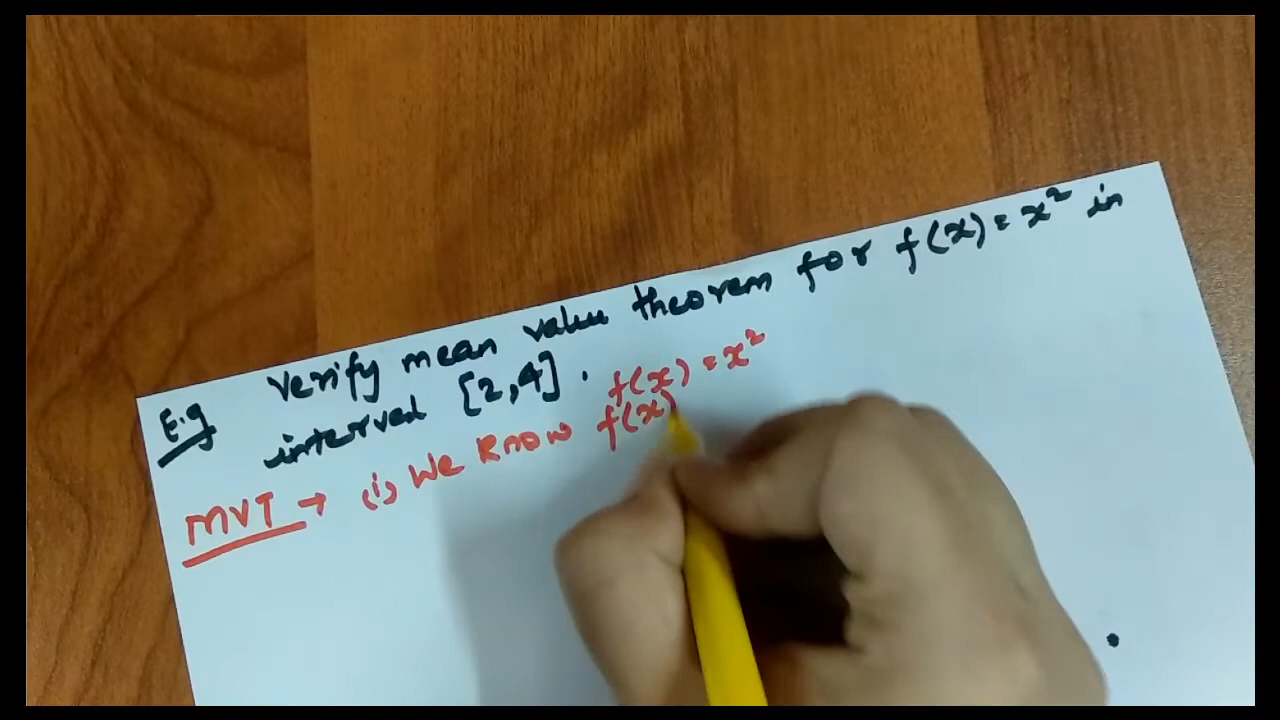 E.g Verify mean value theorem for f(x) = x² in
interval [2,4].
f(x) = x²
MVT → (i) We know f(x)